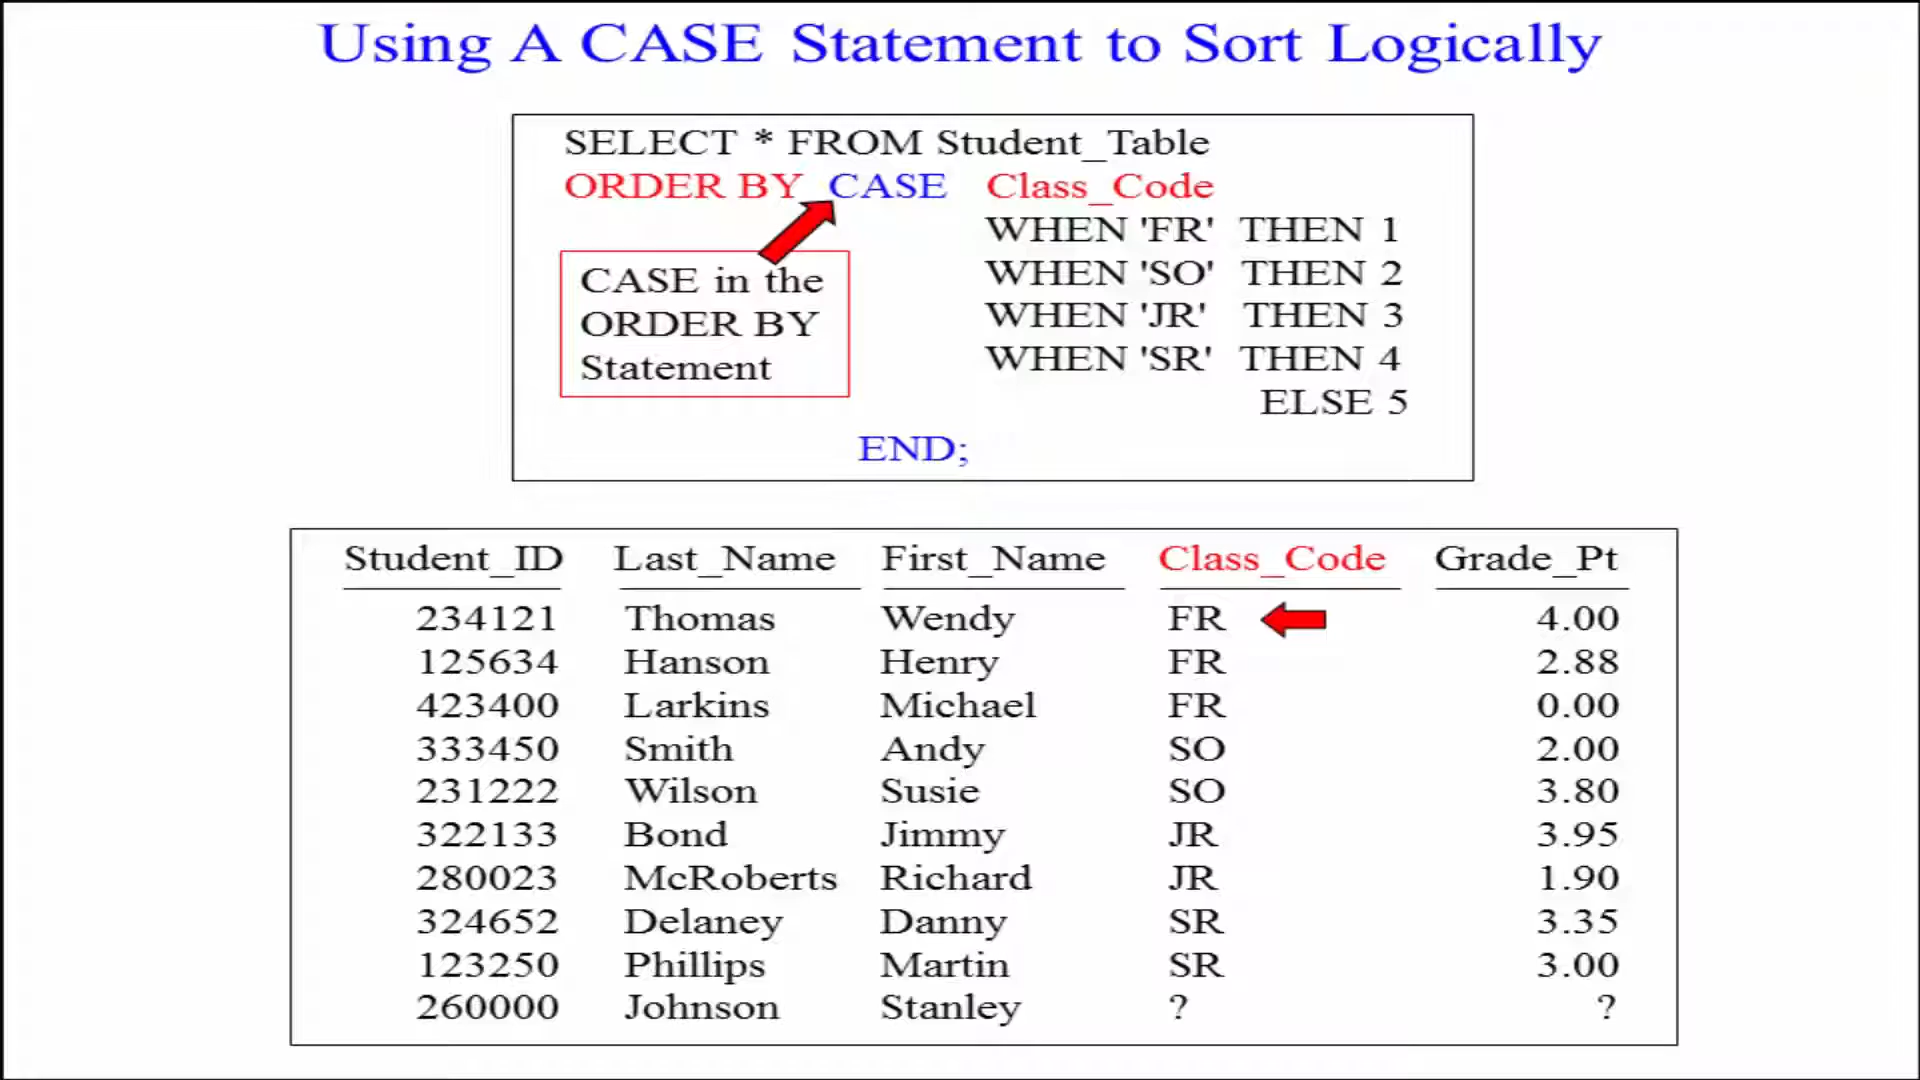 Using A CASE Statement to Sort Logically
SELECT * FROM Student_Table
ORDER BY CASE Class_Code
WHEN 'FR' THEN 1
WHEN 'SO' THEN 2
WHEN 'JR' THEN 3
WHEN 'SR' THEN 4
ELSE 5
END;
CASE in the
ORDER BY
Statement
Student_ID Last_Name First_Name Class_Code Grade_Pt
234121 Thomas Wendy FR 4.00
125634 Hanson Henry FR 2.88
423400 Larkins Michael FR 0.00
333450 Smith Andy SO 2.00
231222 Wilson Susie SO 3.80
322133 Bond Jimmy JR 3.95
280023 McRoberts Richard JR 1.90
324652 Delaney Danny SR 3.35
123250 Phillips Martin SR 3.00
260000 Johnson Stanley ? ?